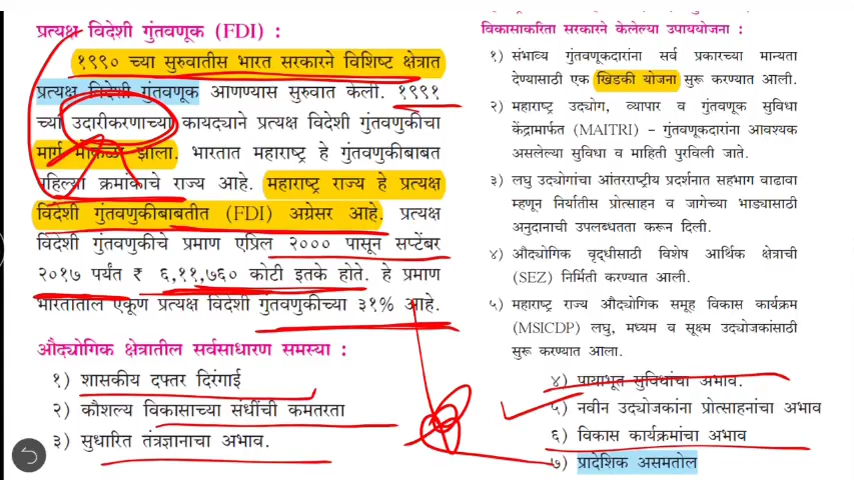 प्रत्यक्ष विदेशी गुंतवणूक (FDI) :
१९९० च्या सुरुवातीस भारत सरकारने विशिष्ट क्षेत्रात
प्रत्यक्ष विदेशी गुंतवणूक आणण्यास सुरुवात केली. १९९१
च्या उदारीकरणाच्या कायद्याने प्रत्यक्ष विदेशी गुंतवणुकीचा
मार्ग मोकळा झाला. भारतात महाराष्ट्र हे गुंतवणुकीबाबत
पहिल्या क्रमांकाचे राज्य आहे. महाराष्ट्र राज्य हे प्रत्यक्ष
विदेशी गुंतवणुकीबाबतीत (FDI) अग्रेसर आहे. प्रत्यक्ष
विदेशी गुंतवणुकीचे प्रमाण एप्रिल २००० पासून सप्टेंबर
२०१७ पर्यंत ₹ ६,११,७६० कोटी इतके होते. हे प्रमाण
भारतातील एकूण प्रत्यक्ष विदेशी गुंतवणुकीच्या ३१% आहे.
औद्योगिक क्षेत्रातील सर्वसाधारण समस्या :
१) शासकीय दफ्तर दिरंगाई
२) कौशल्य विकासाच्या संधींची कमतरता
३) सुधारित तंत्रज्ञानाचा अभाव.
विकासाकरिता सरकारने केलेल्या उपाययोजना :
१) संभाव्य गुंतवणूकदारांना सर्व प्रकारच्या मान्यता
देण्यासाठी एक खिडकी योजना सुरू करण्यात आली.
२) महाराष्ट्र उद्योग, व्यापार व गुंतवणूक सुविधा
केंद्रामार्फत (MAITRI) – गुंतवणूकदारांना आवश्यक
असलेल्या सुविधा व माहिती पुरविली जाते.
३) लघु उद्योगांचा आंतरराष्ट्रीय प्रदर्शनात सहभाग वाढावा
म्हणून निर्यातीस प्रोत्साहन व जागेच्या भाड्यासाठी
अनुदानाची उपलब्धतता करून दिली.
४) औद्योगिक वृद्धीसाठी विशेष आर्थिक क्षेत्राची
(SEZ) निर्मिती करण्यात आली.
५) महाराष्ट्र राज्य औद्योगिक समूह विकास कार्यक्रम
(MSICDP) लघु, मध्यम व सूक्ष्म उद्योजकांसाठी
सुरू करण्यात आला.
४) पायाभूत सुविधांचा अभाव.
५) नवीन उद्योजकांना प्रोत्साहनांचा अभाव
६) विकास कार्यक्रमांचा अभाव
७) प्रादेशिक असमतोल